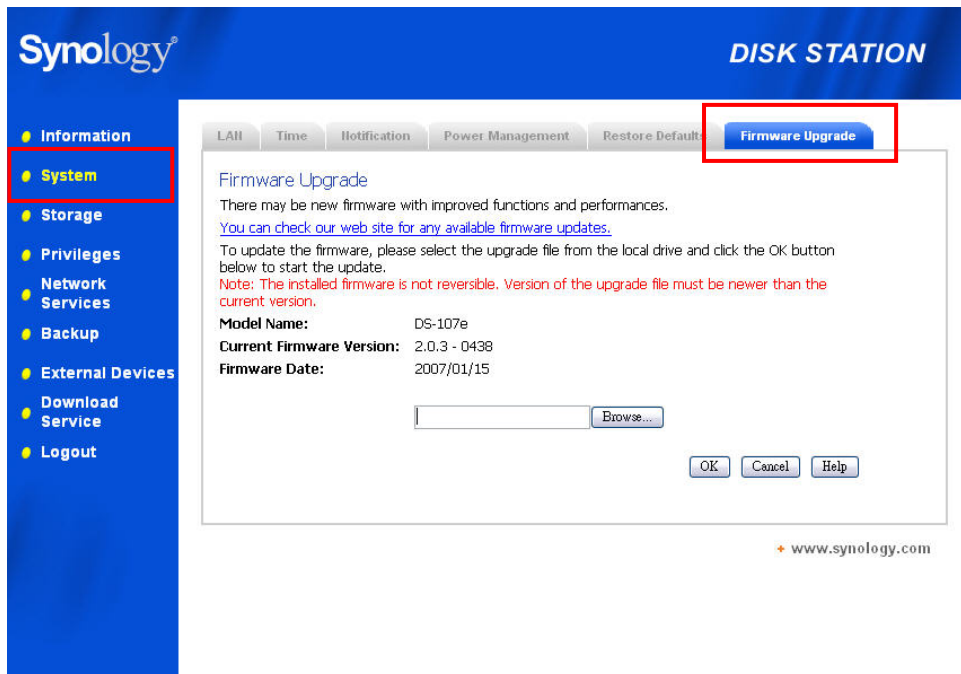 Synology®
DISK STATION
Information
System
Storage
Privileges
Network
Services
Backup
External Devices
Download
Service
Logout
LAN Time Notification Power Management Restore Defaults Firmware Upgrade
Firmware Upgrade
There may be new firmware with improved functions and performances.
You can check our web site for any available firmware updates.
To update the firmware, please select the upgrade file from the local drive and click the OK button
below to start the update.
Note: The installed firmware is not reversible. Version of the upgrade file must be newer than the
current version.
Model Name: DS-107e
Current Firmware Version: 2.0.3 - 0438
Firmware Date: 2007/01/15
Browse...
OK Cancel Help
www.synology.com